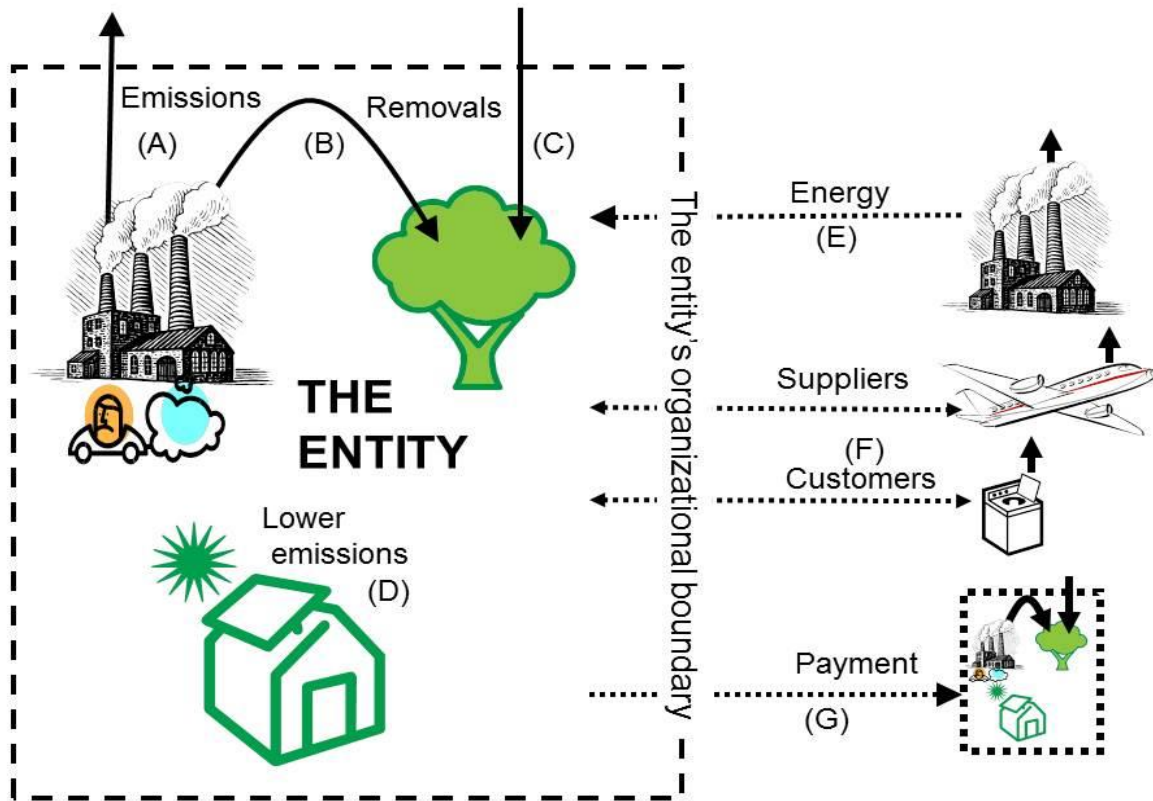 Emissions
(A)
(B)
Removals
(C)
THE
ENTITY
Lower
emissions
(D)
The entity's organizational boundary
Energy
(E)
Suppliers
(F)
Customers
Payment
(G)